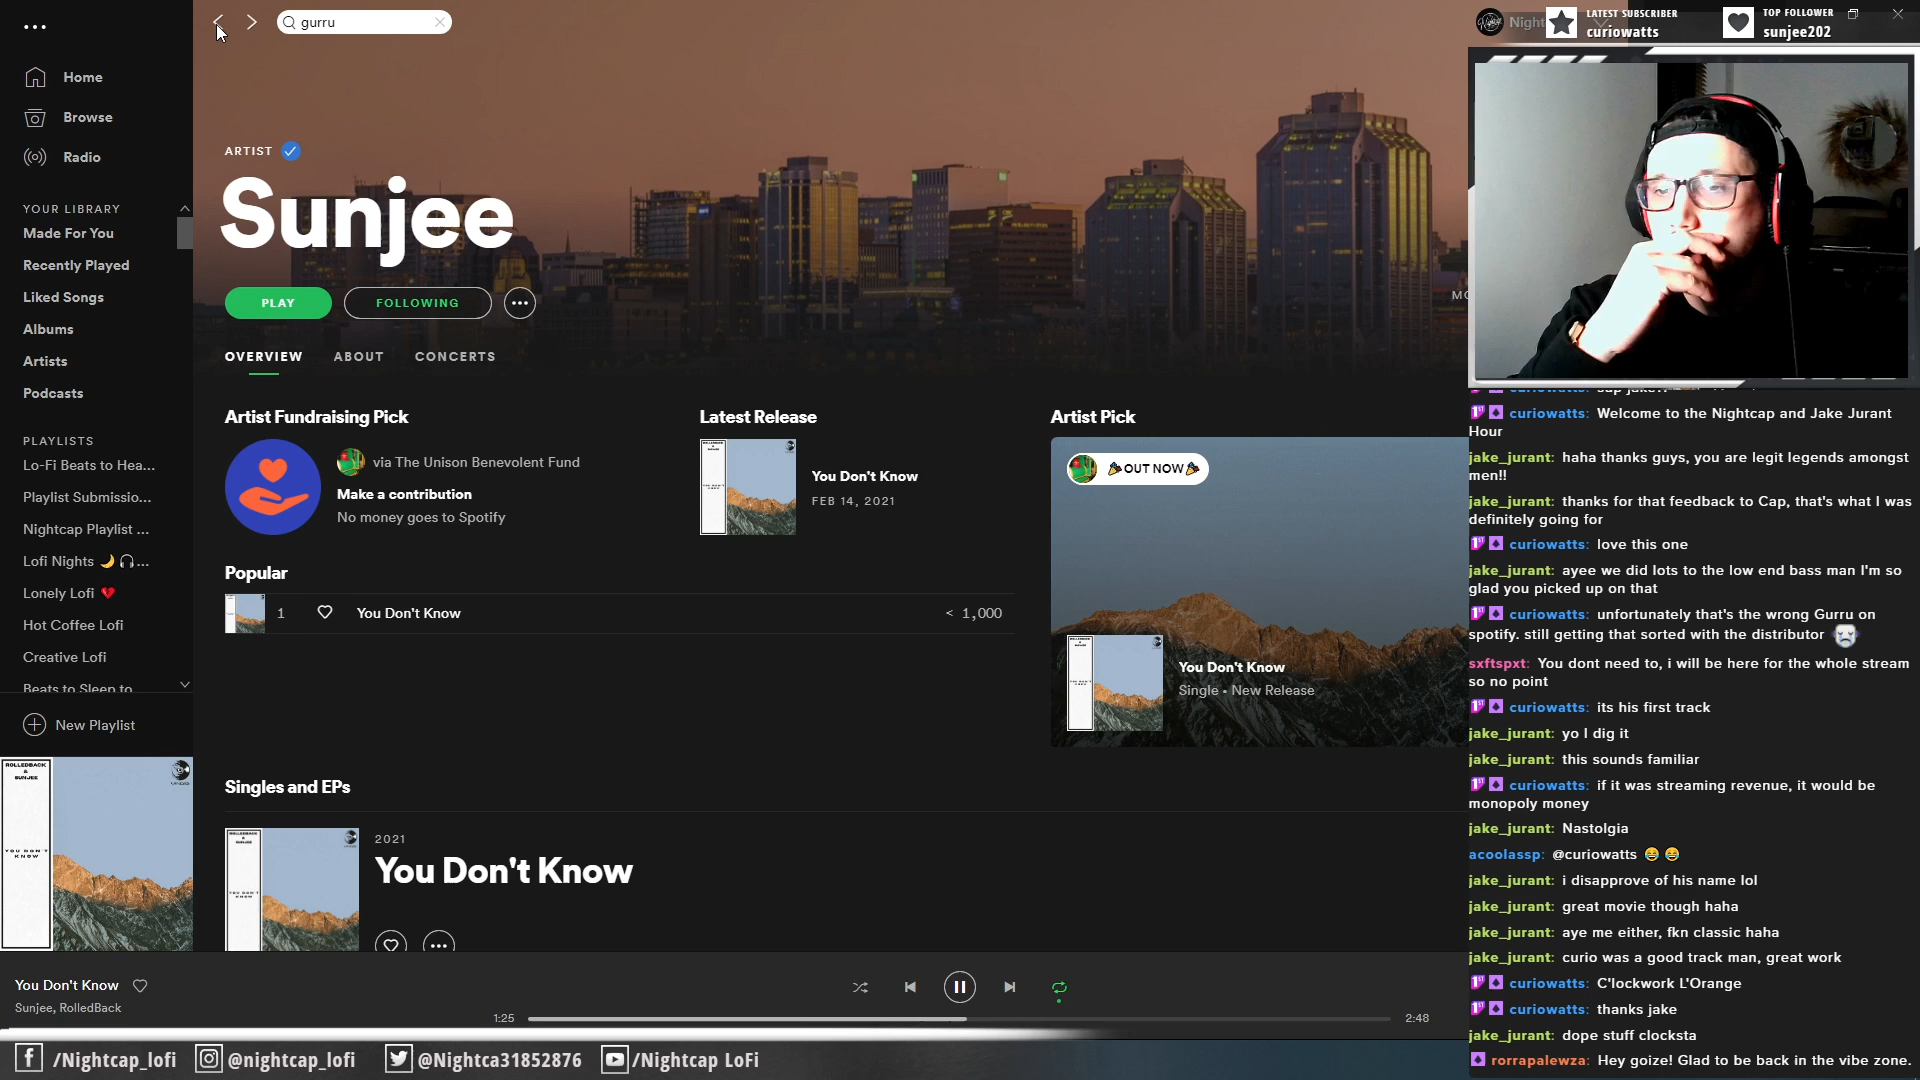 gurru
Home
Browse
Radio
YOUR LIBRARY
Made For You
Recently Played
Liked Songs
Albums
Artists
Podcasts
PLAYLISTS
Lo-Fi Beats to Hea...
Playlist Submissio...
Nightcap Playlist ...
Lofi Nights 🌙🎧...
Lonely Lofi 💔
Hot Coffee Lofi
Creative Lofi
Beats to Sleep to
New Playlist
ROLLEDBACK
&
SUNJEE
YOU DON'T
KNOW
ARTIST
Sunjee
PLAY
FOLLOWING
OVERVIEW
ABOUT
CONCERTS
Artist Fundraising Pick
via The Unison Benevolent Fund
Make a contribution
No money goes to Spotify
Latest Release
You Don't Know
FEB 14, 2021
Artist Pick
🎉OUT NOW🎉
You Don't Know
Single • New Release
Popular
1
You Don't Know
< 1,000
Singles and EPs
2021
You Don't Know
You Don't Know
Sunjee, RolledBack
1:25
2:48
/Nightcap_lofi
@nightcap_lofi
@Nightca31852876
/Nightcap LoFi
Night
LATEST SUBSCRIBER
curiowatts
TOP FOLLOWER
sunjee202
curiowatts: Welcome to the Nightcap and Jake Jurant
Hour
jake_jurant: haha thanks guys, you are legit legends amongst
men!!
jake_jurant: thanks for that feedback to Cap, that's what I was
definitely going for
curiowatts: love this one
jake_jurant: ayee we did lots to the low end bass man I'm so
glad you picked up on that
curiowatts: unfortunately that's the wrong Gurru on
spotify. still getting that sorted with the distributor
sxftspxt: You dont need to, i will be here for the whole stream
so no point
curiowatts: its his first track
jake_jurant: yo I dig it
jake_jurant: this sounds familiar
curiowatts: if it was streaming revenue, it would be
monopoly money
jake_jurant: Nastolgia
acoolassp: @curiowatts 😂 😂
jake_jurant: i disapprove of his name lol
jake_jurant: great movie though haha
jake_jurant: aye me either, fkn classic haha
jake_jurant: curio was a good track man, great work
curiowatts: C'lockwork L'Orange
curiowatts: thanks jake
jake_jurant: dope stuff clocksta
rorrapalewza: Hey goize! Glad to be back in the vibe zone.